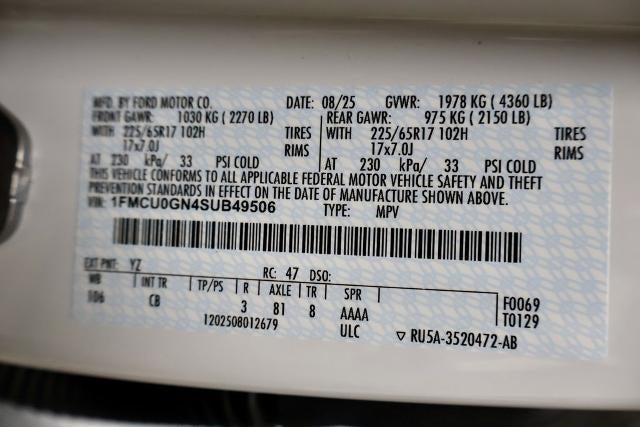 MFD. BY FORD MOTOR CO. DATE: 08/25 GVWR: 1978 KG ( 4360 LB)
FRONT GAWR: 1030 KG ( 2270 LB) REAR GAWR: 975 KG ( 2150 LB)
WITH 225/65R17 102H TIRES WITH 225/65R17 102H TIRES
17x7.0J RIMS 17x7.0J RIMS
AT 230 kPa/ 33 PSI COLD AT 230 kPa/ 33 PSI COLD
THIS VEHICLE CONFORMS TO ALL APPLICABLE FEDERAL MOTOR VEHICLE SAFETY AND THEFT
PREVENTION STANDARDS IN EFFECT ON THE DATE OF MANUFACTURE SHOWN ABOVE.
VIN: 1FMCU0GN4SUB49506 TYPE: MPV
EXT PNT: YZ RC: 47 DSO:
WB INT TR TP/PS R AXLE TR SPR
106 CB 3 81 8 AAAA F0069
1202508012679 ULC T0129
RU5A-3520472-AB